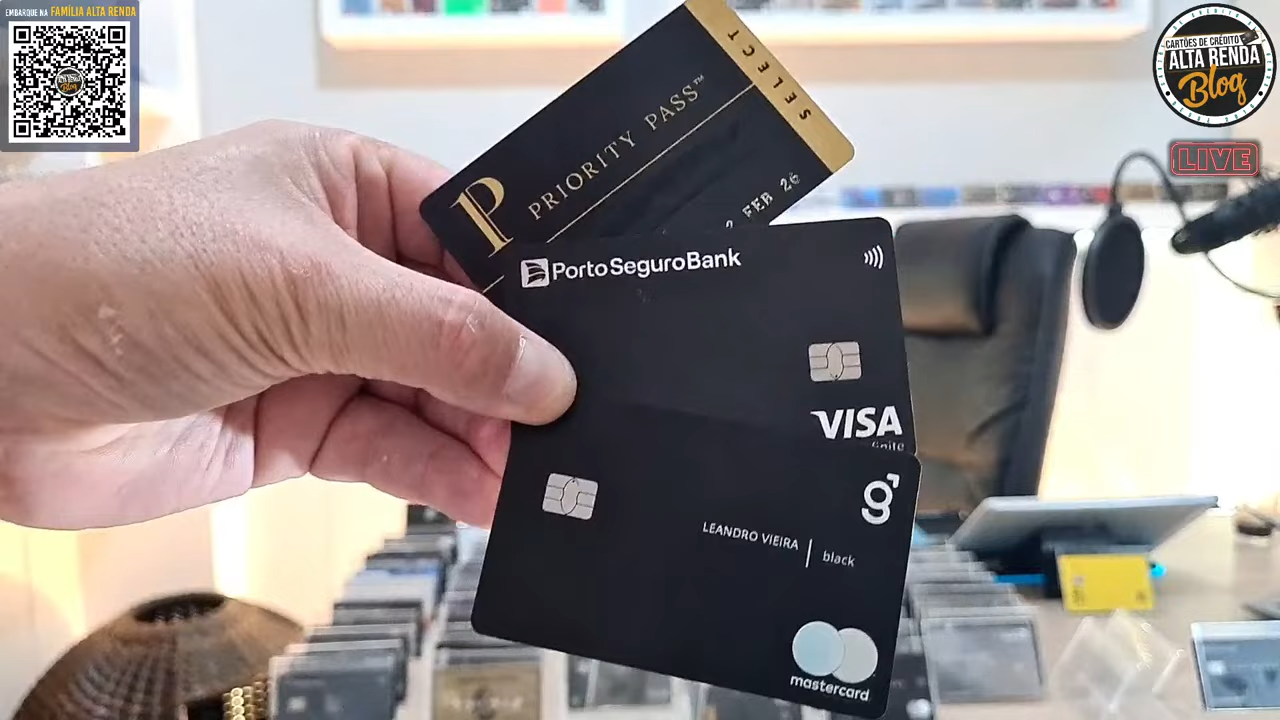 EMBARQUE NA FAMÍLIA ALTA RENDA
CARTÕES DE CRÉDITO
ALTA RENDA
Blog
LIVE
SELECT
PRIORITY PASS™
2 FEB 26
PortoSeguroBank
VISA
LEANDRO VIEIRA | black
mastercard